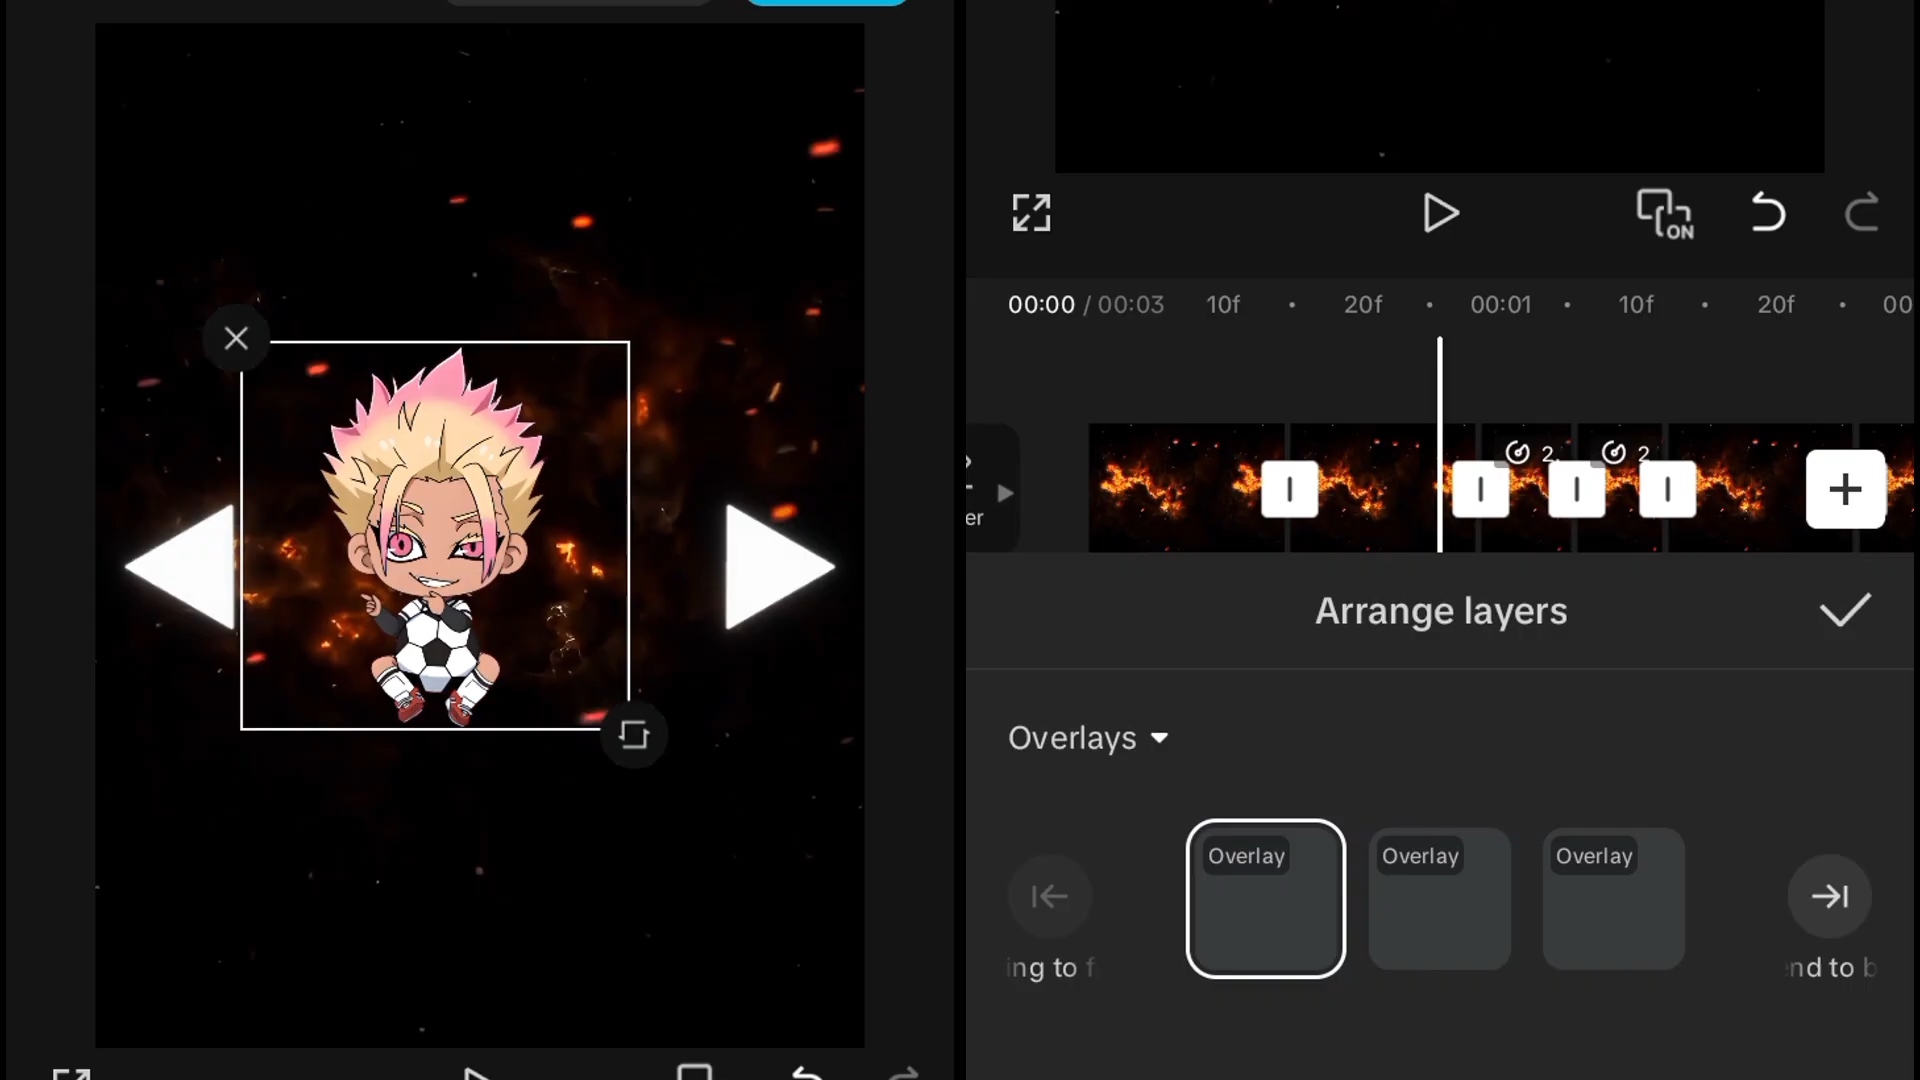 ON
00:00 / 00:03 10f 20f 00:01 10f 20f 00
2. 2
er
Arrange layers
Overlays
Overlay Overlay Overlay
ing to f
nd to b